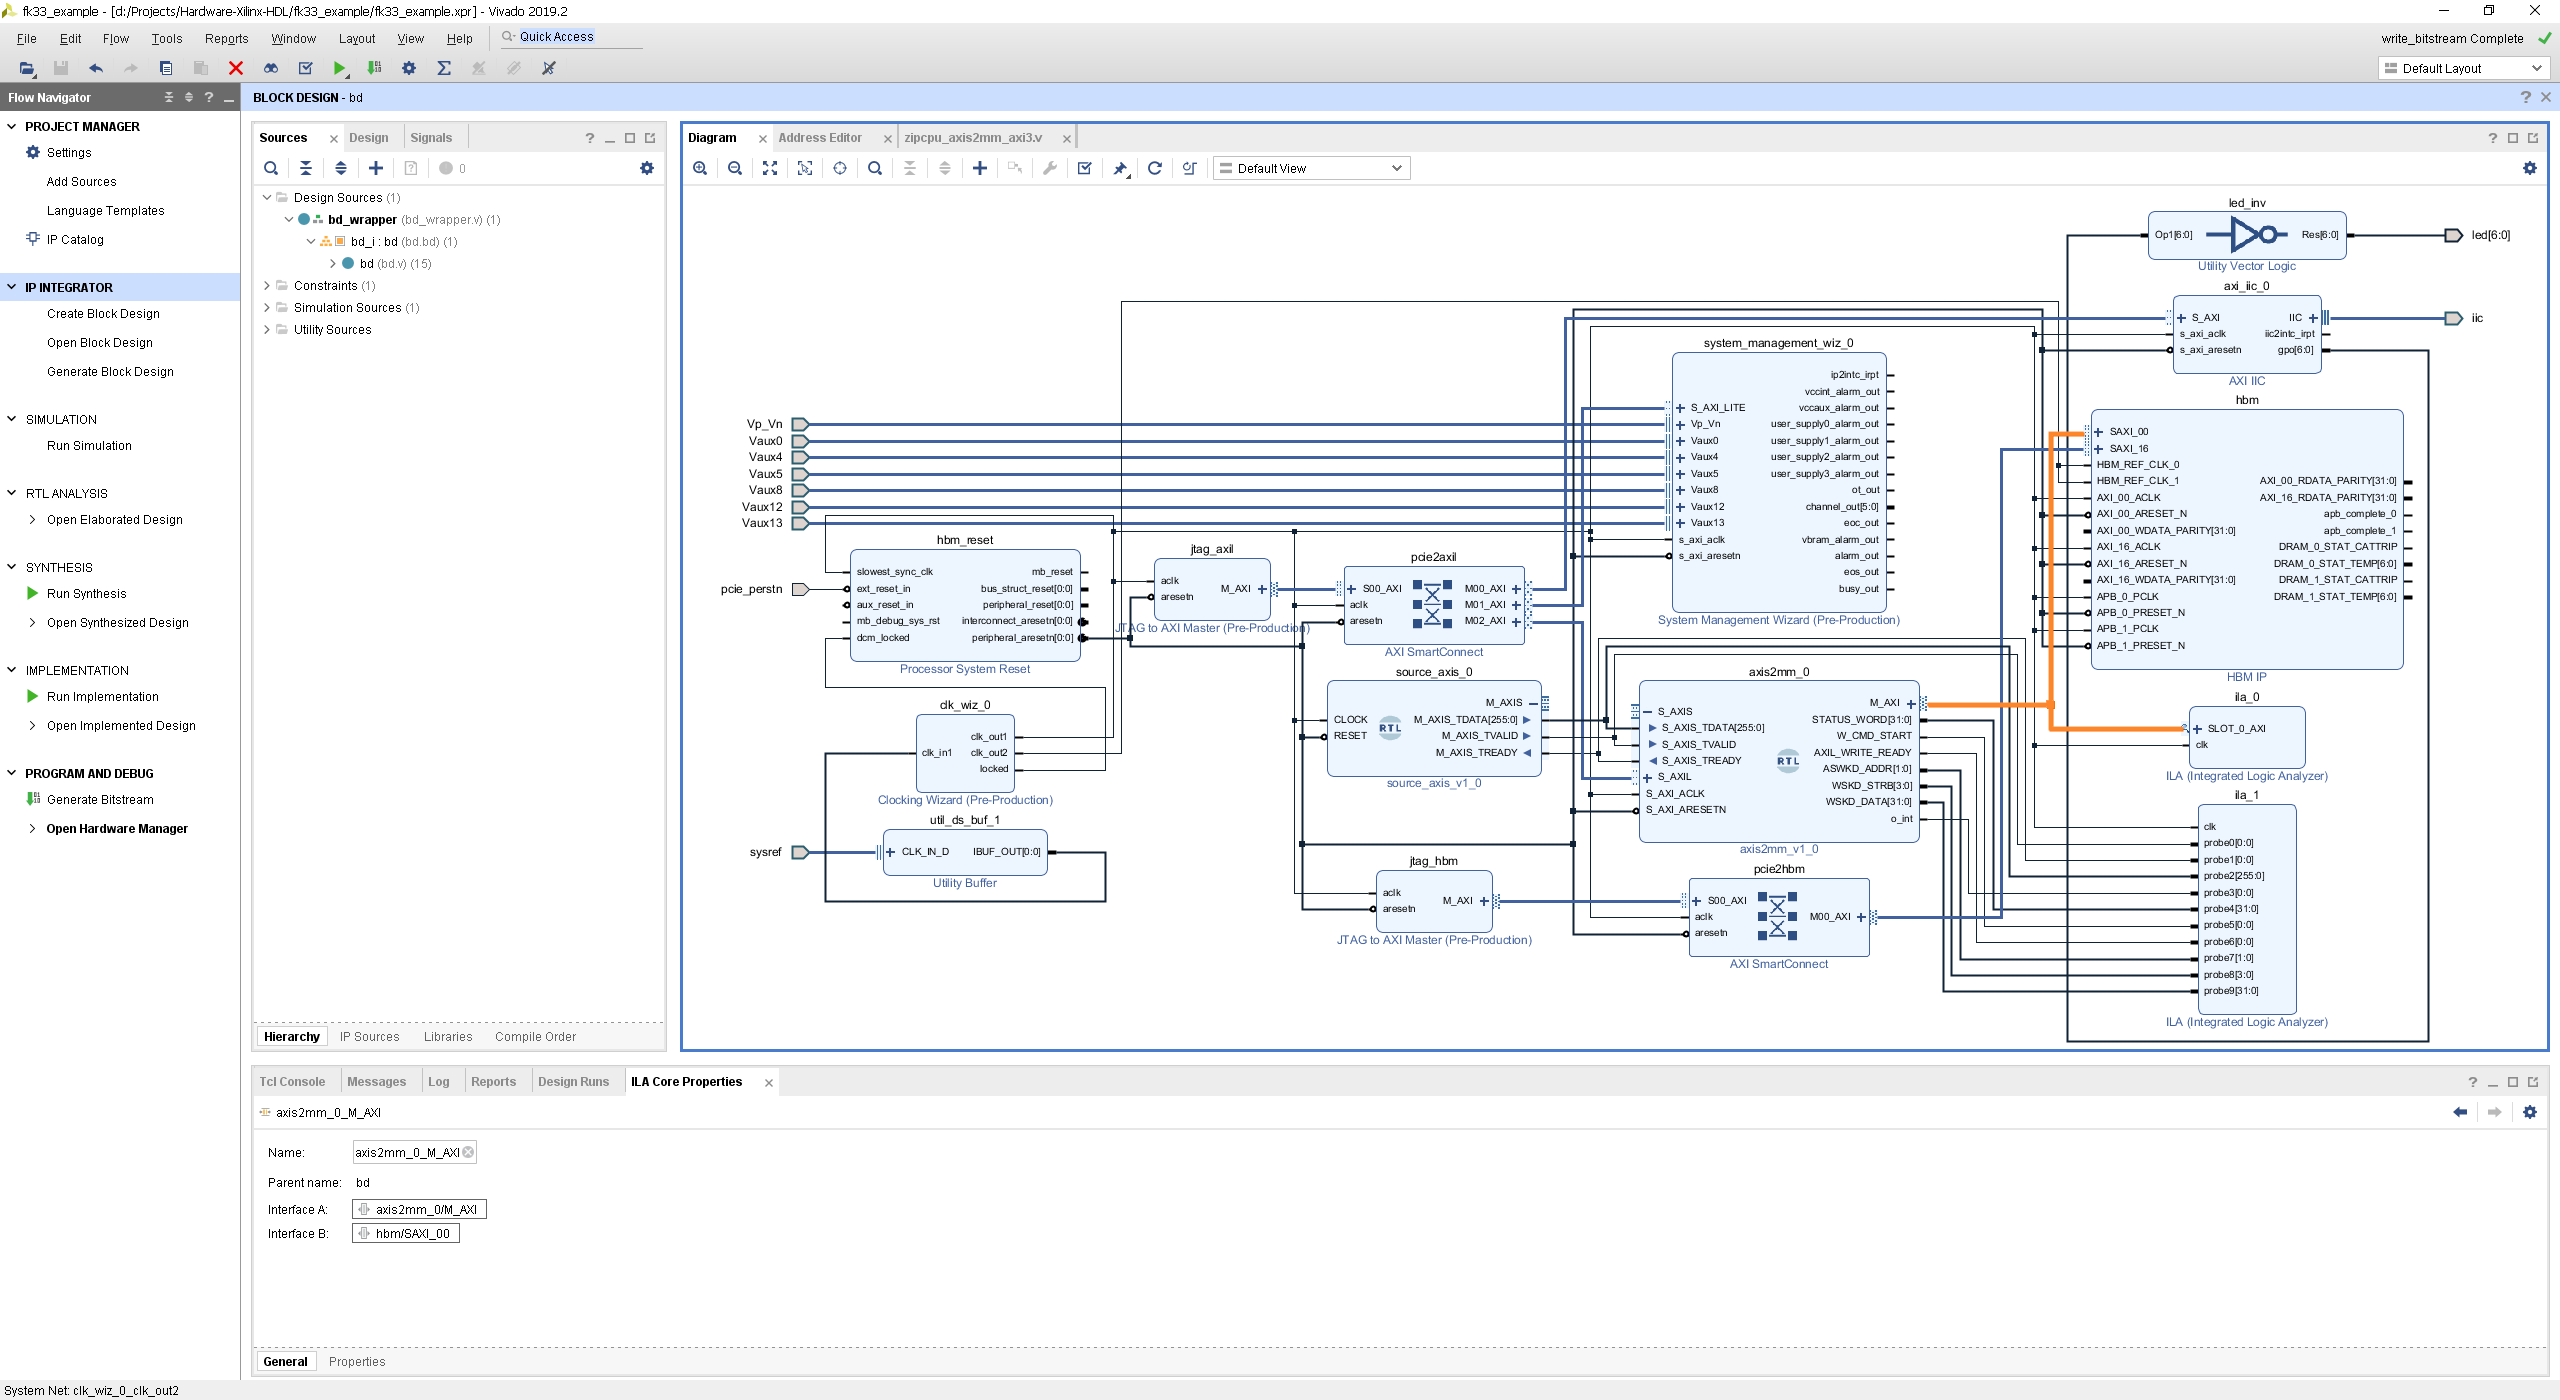 fk33_example - [d:/Projects/Hardware-Xilinx-HDL/fk33_example/fk33_example.xpr] - Vivado 2019.2
File Edit Flow Tools Reports Window Layout View Help Quick Access
write_bitstream Complete
Default Layout
Flow Navigator
PROJECT MANAGER
Settings
Add Sources
Language Templates
IP Catalog
IP INTEGRATOR
Create Block Design
Open Block Design
Generate Block Design
SIMULATION
Run Simulation
RTL ANALYSIS
Open Elaborated Design
SYNTHESIS
Run Synthesis
Open Synthesized Design
IMPLEMENTATION
Run Implementation
Open Implemented Design
PROGRAM AND DEBUG
Generate Bitstream
Open Hardware Manager
BLOCK DESIGN - bd
Sources Design Signals
0
Design Sources (1)
bd_wrapper (bd_wrapper.v) (1)
bd_i : bd (bd.bd) (1)
bd (bd.v) (15)
Constraints (1)
Simulation Sources (1)
Utility Sources
Hierarchy IP Sources Libraries Compile Order
Diagram Address Editor zipcpu_axis2mm_axi3.v
Default View
Vp_Vn
Vaux0
Vaux4
Vaux5
Vaux8
Vaux12
Vaux13
pcie_perstn
sysref
hbm_reset
slowest_sync_clk
ext_reset_in
aux_reset_in
mb_debug_sys_rst
dcm_locked
mb_reset
bus_struct_reset[0:0]
peripheral_reset[0:0]
interconnect_aresetn[0:0]
peripheral_aresetn[0:0]
Processor System Reset
clk_wiz_0
clk_in1
clk_out1
clk_out2
locked
Clocking Wizard (Pre-Production)
util_ds_buf_1
CLK_IN_D IBUF_OUT[0:0]
Utility Buffer
jtag_axil
aclk
aresetn
M_AXI
JTAG to AXI Master (Pre-Production)
pcie2axil
S00_AXI
aclk
aresetn
M00_AXI
M01_AXI
M02_AXI
AXI SmartConnect
source_axis_0
CLOCK
RESET
RTL
M_AXIS
M_AXIS_TDATA[255:0]
M_AXIS_TVALID
M_AXIS_TREADY
source_axis_v1_0
jtag_hbm
aclk
aresetn
M_AXI
JTAG to AXI Master (Pre-Production)
system_management_wiz_0
S_AXI_LITE
Vp_Vn
Vaux0
Vaux4
Vaux5
Vaux8
Vaux12
Vaux13
s_axi_aclk
s_axi_aresetn
ip2intc_irpt
vccint_alarm_out
vccaux_alarm_out
user_supply0_alarm_out
user_supply1_alarm_out
user_supply2_alarm_out
user_supply3_alarm_out
ot_out
channel_out[5:0]
eoc_out
vbram_alarm_out
alarm_out
eos_out
busy_out
System Management Wizard (Pre-Production)
axis2mm_0
S_AXIS
S_AXIS_TDATA[255:0]
S_AXIS_TVALID
S_AXIS_TREADY
S_AXIL
S_AXI_ACLK
S_AXI_ARESETN
RTL
M_AXI
STATUS_WORD[31:0]
W_CMD_START
AXIL_WRITE_READY
ASWKD_ADDR[1:0]
WSKD_STRB[3:0]
WSKD_DATA[31:0]
o_int
axis2mm_v1_0
pcie2hbm
S00_AXI
aclk
aresetn
M00_AXI
AXI SmartConnect
led_inv
Op1[6:0] Res[6:0]
Utility Vector Logic
led[6:0]
axi_iic_0
S_AXI
s_axi_aclk
s_axi_aresetn
IIC
iic2intc_irpt
gpo[6:0]
AXI IIC
iic
hbm
SAXI_00
SAXI_16
HBM_REF_CLK_0
HBM_REF_CLK_1
AXI_00_ACLK
AXI_00_ARESET_N
AXI_00_WDATA_PARITY[31:0]
AXI_16_ACLK
AXI_16_ARESET_N
AXI_16_WDATA_PARITY[31:0]
APB_0_PCLK
APB_0_PRESET_N
APB_1_PCLK
APB_1_PRESET_N
AXI_00_RDATA_PARITY[31:0]
AXI_16_RDATA_PARITY[31:0]
apb_complete_0
apb_complete_1
DRAM_0_STAT_CATTRIP
DRAM_0_STAT_TEMP[6:0]
DRAM_1_STAT_CATTRIP
DRAM_1_STAT_TEMP[6:0]
HBM IP
ila_0
SLOT_0_AXI
clk
ILA (Integrated Logic Analyzer)
ila_1
clk
probe0[0:0]
probe1[0:0]
probe2[255:0]
probe3[0:0]
probe4[31:0]
probe5[0:0]
probe6[0:0]
probe7[1:0]
probe8[3:0]
probe9[31:0]
ILA (Integrated Logic Analyzer)
Tcl Console Messages Log Reports Design Runs ILA Core Properties
axis2mm_0_M_AXI
Name: axis2mm_0_M_AXI
Parent name: bd
Interface A: axis2mm_0/M_AXI
Interface B: hbm/SAXI_00
General Properties
System Net: clk_wiz_0_clk_out2